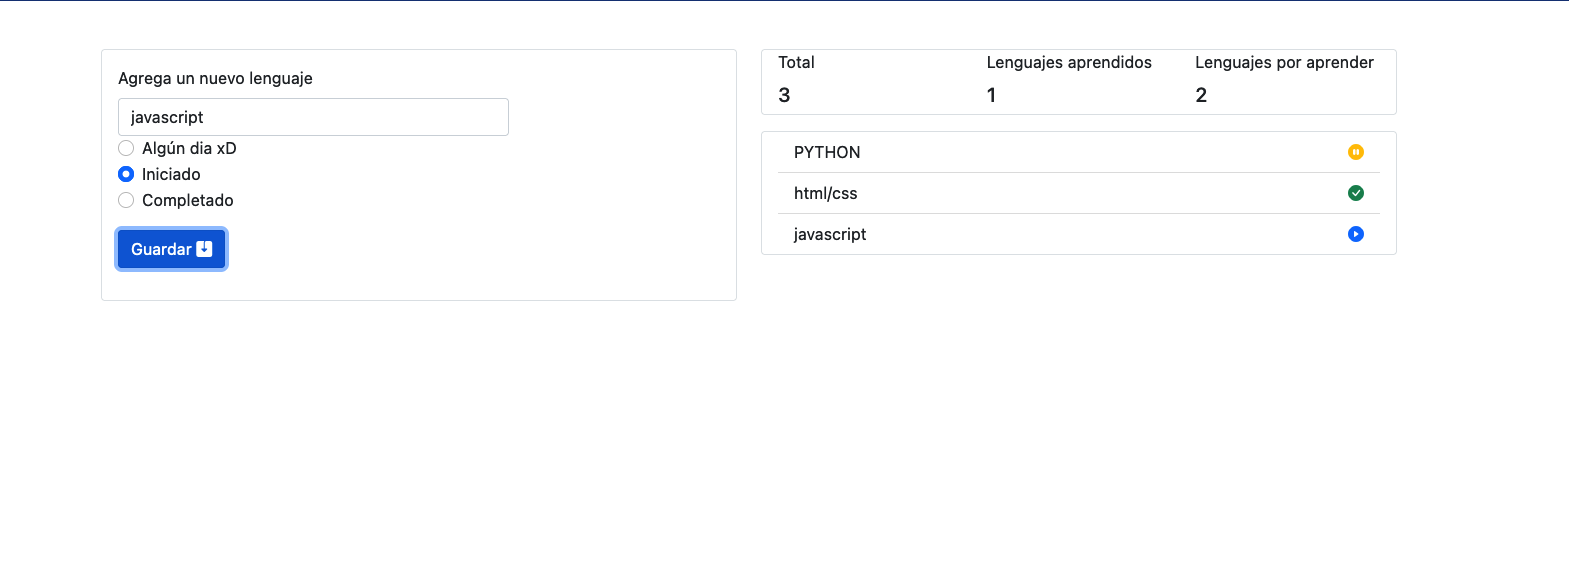 Agrega un nuevo lenguaje
javascript
Algún dia xD
Iniciado
Completado
Guardar
Total
Lenguajes aprendidos
Lenguajes por aprender
3
1
2
PYTHON
html/css
javascript